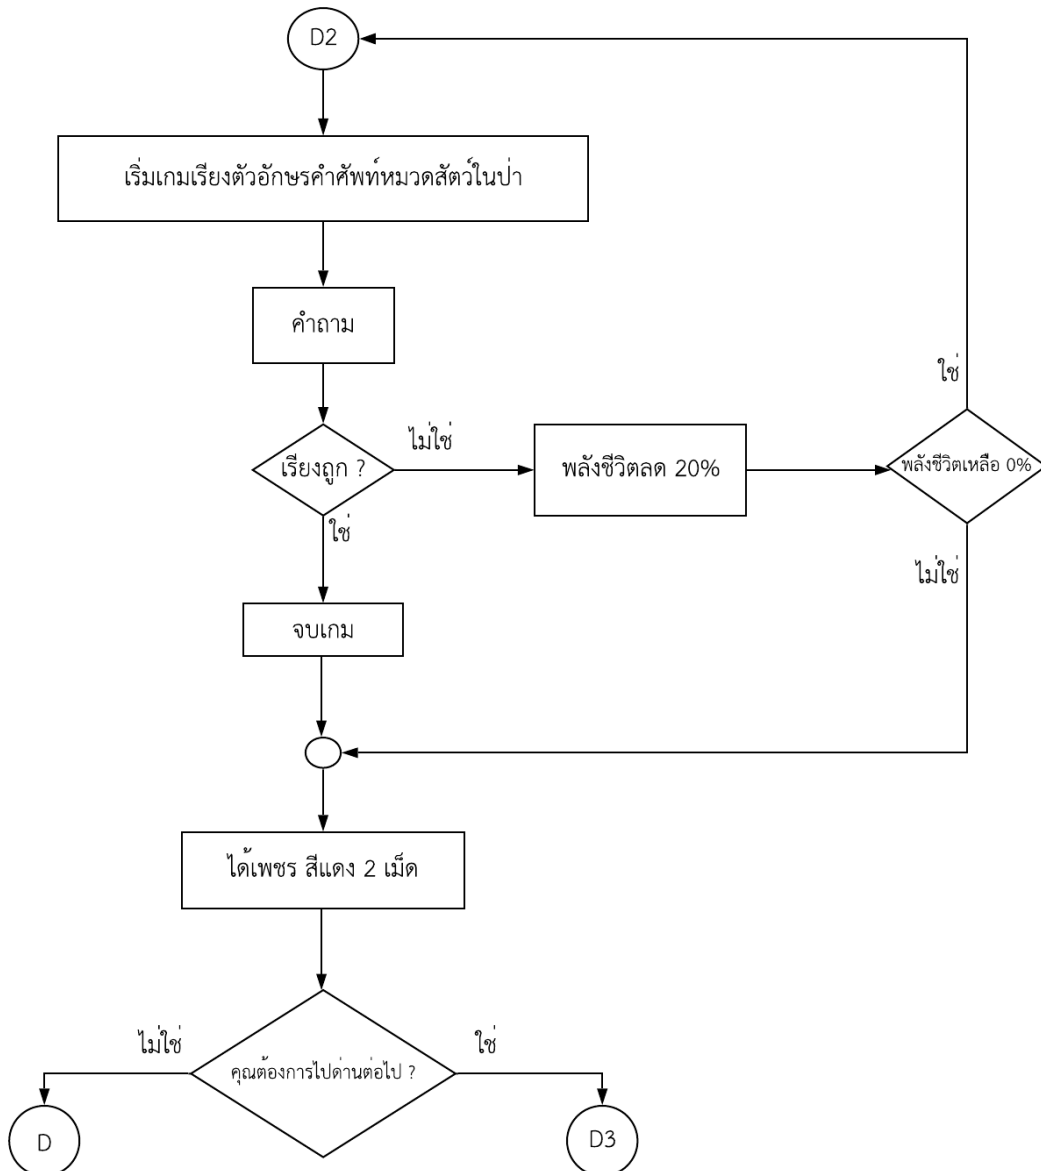 D2
เริ่มเกมเรียงตัวอักษรคำศัพท์หมวดสัตว์ในป่า
คำถาม
ใช่
ไม่ใช่
เรียงถูก ?
พลังชีวิตลด 20%
พลังชีวิตเหลือ 0%
ใช่
ไม่ใช่
จบเกม
ได้เพชร สีแดง 2 เม็ด
ไม่ใช่
ใช่
คุณต้องการไปด่านต่อไป ?
D
D3